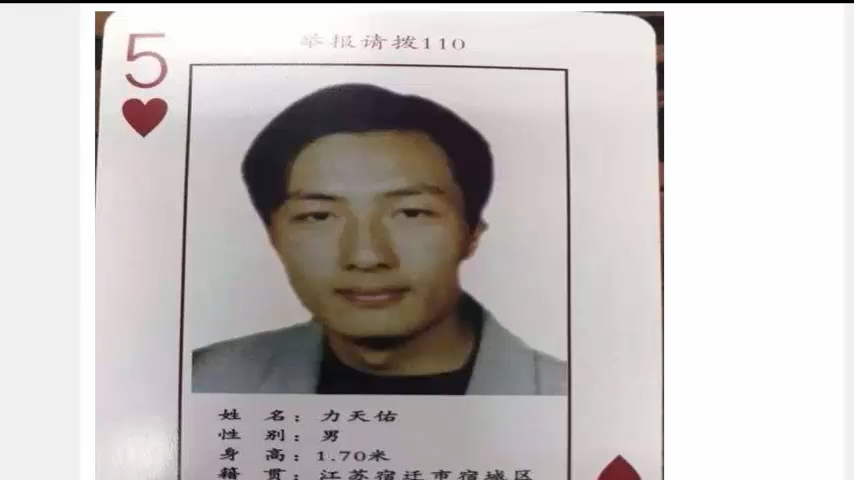 5
举报请拨110
姓 名：力天佑
性 别：男
身 高：1.70米
籍 贯：江苏宿迁市宿城区